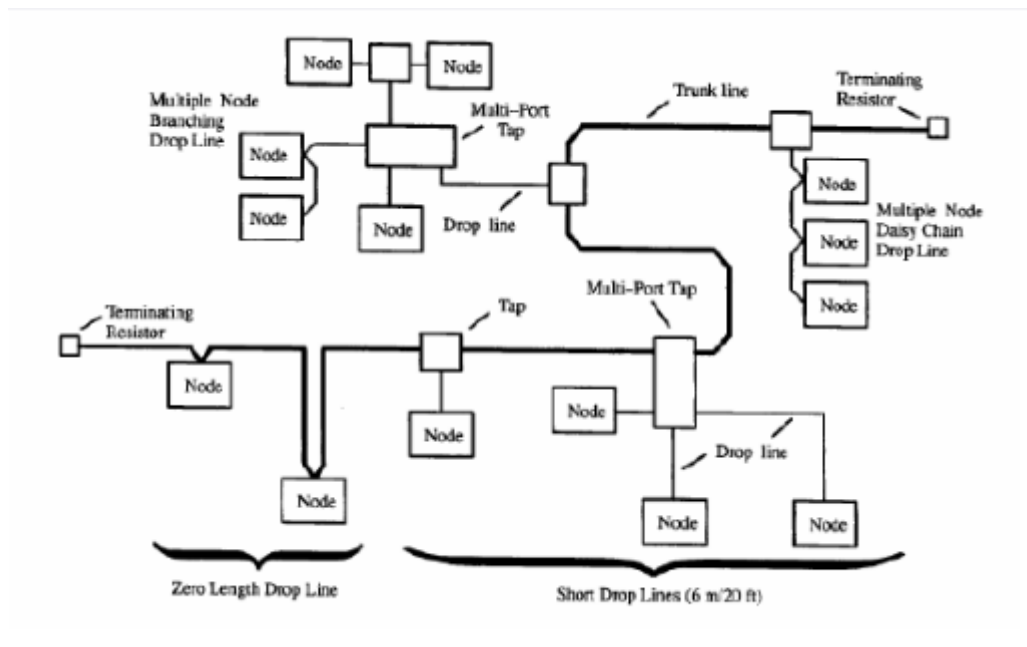 Node
Node
Multiple Node
Branching
Drop Line
Multi-Port
Tap
Trunk line
Terminating
Resistor
Node
Node
Node
Drop line
Node
Node
Node
Multiple Node
Daisy Chain
Drop Line
Terminating
Resistor
Tap
Multi-Port Tap
Node
Node
Node
Node
Drop line
Node
Node
Node
Zero Length Drop Line
Short Drop Lines (6 m/20 ft)